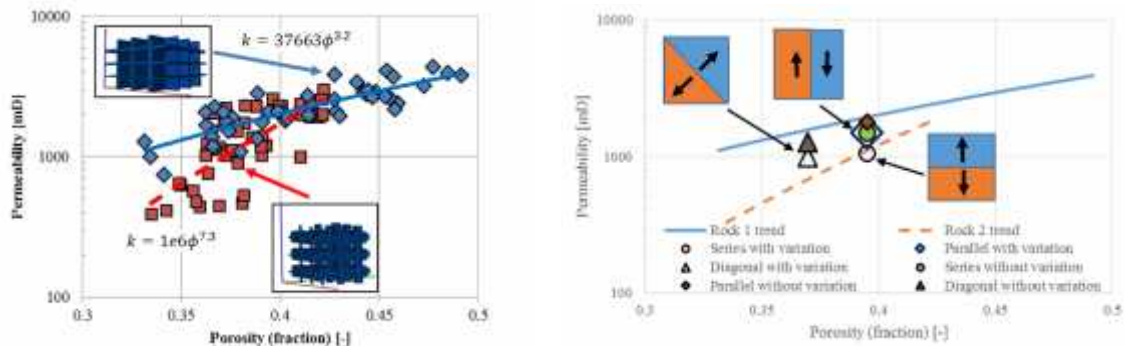 10000
1000
100
Permeability [mD]
k = 37663ϕ^3.2
k = 1e6ϕ^7.3
0.3 0.35 0.4 0.45 0.5
Porosity (fraction) [-]
10000
1000
100
Permeability [mD]
Rock 1 trend Rock 2 trend
Series with variation Parallel with variation
Diagonal with variation Series without variation
Parallel without variation Diagonal without variation
0.3 0.35 0.4 0.45 0.5
Porosity (fraction) [-]